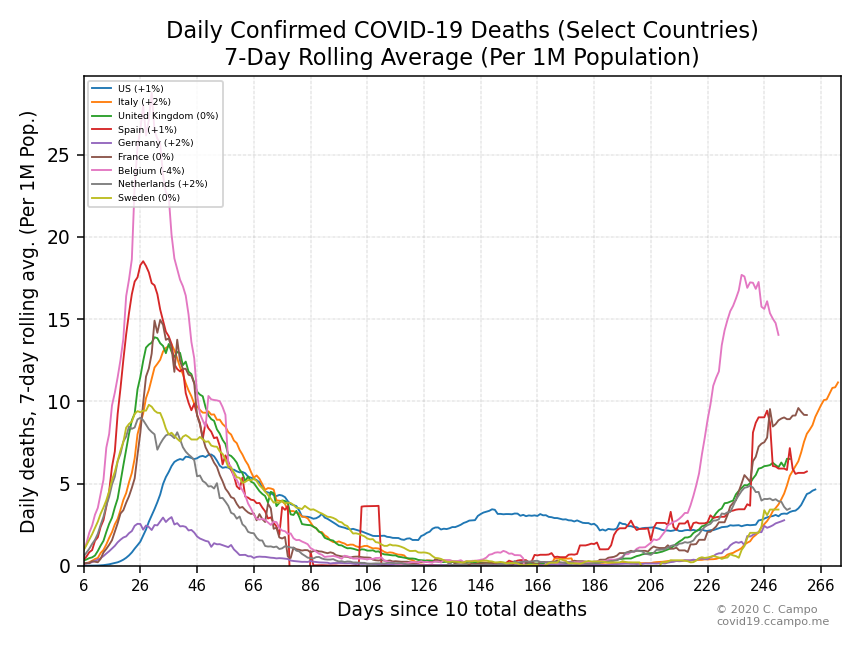 Daily Confirmed COVID-19 Deaths (Select Countries)
7-Day Rolling Average (Per 1M Population)
US (+1%)
Italy (+2%)
United Kingdom (0%)
Spain (+1%)
Germany (+2%)
France (0%)
Belgium (-4%)
Netherlands (+2%)
Sweden (0%)
Daily deaths, 7-day rolling avg. (Per 1M Pop.)
25
20
15
10
5
0
6 26 46 66 86 106 126 146 166 186 206 226 246 266
Days since 10 total deaths
© 2020 C. Campo
covid19.ccampo.me